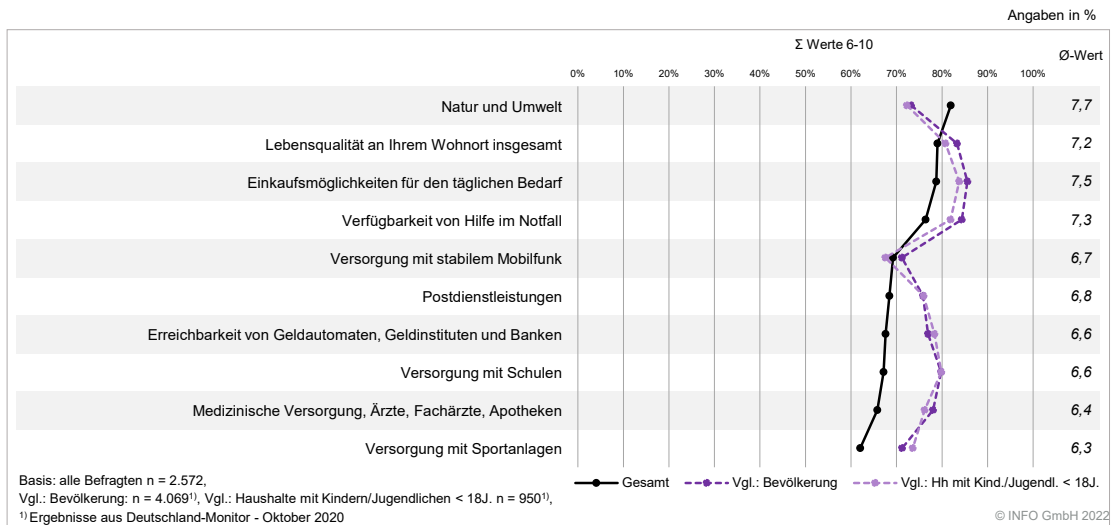 Angaben in %
Σ Werte 6-10
Ø-Wert
0% 10% 20% 30% 40% 50% 60% 70% 80% 90% 100%
Natur und Umwelt 7,7
Lebensqualität an Ihrem Wohnort insgesamt 7,2
Einkaufsmöglichkeiten für den täglichen Bedarf 7,5
Verfügbarkeit von Hilfe im Notfall 7,3
Versorgung mit stabilem Mobilfunk 6,7
Postdienstleistungen 6,8
Erreichbarkeit von Geldautomaten, Geldinstituten und Banken 6,6
Versorgung mit Schulen 6,6
Medizinische Versorgung, Ärzte, Fachärzte, Apotheken 6,4
Versorgung mit Sportanlagen 6,3
Basis: alle Befragten n = 2.572,
Gesamt Vgl.: Bevölkerung Vgl.: Hh mit Kind./Jugendl. < 18J.
Vgl.: Bevölkerung: n = 4.069¹⁾, Vgl.: Haushalte mit Kindern/Jugendlichen < 18J. n = 950¹⁾,
¹⁾ Ergebnisse aus Deutschland-Monitor - Oktober 2020
© INFO GmbH 2022